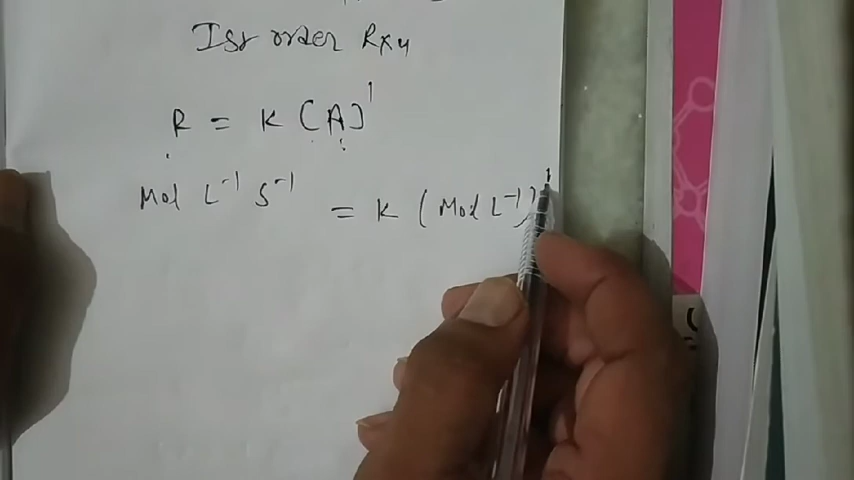 Ist order Rxn
R = K [A]¹
Mol L⁻¹ S⁻¹ = K (Mol L⁻¹)¹